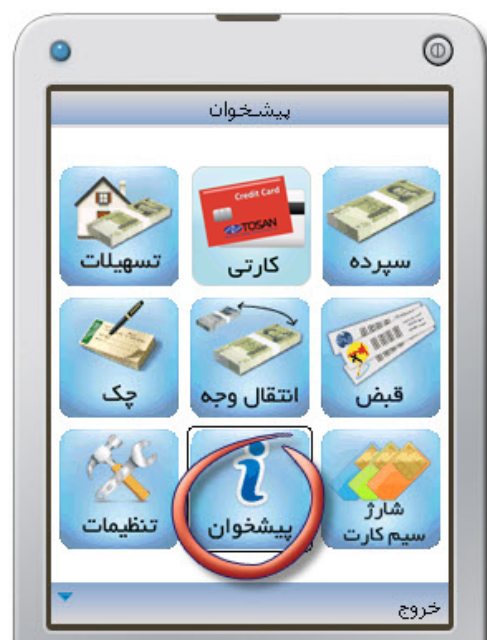 پیشخوان
سپرده
Credit Card
TOSAN
کارتی
تسهیلات
قبض
انتقال وجه
چک
شارژ
سیم کارت
پیشخوان
تنظیمات
خروج